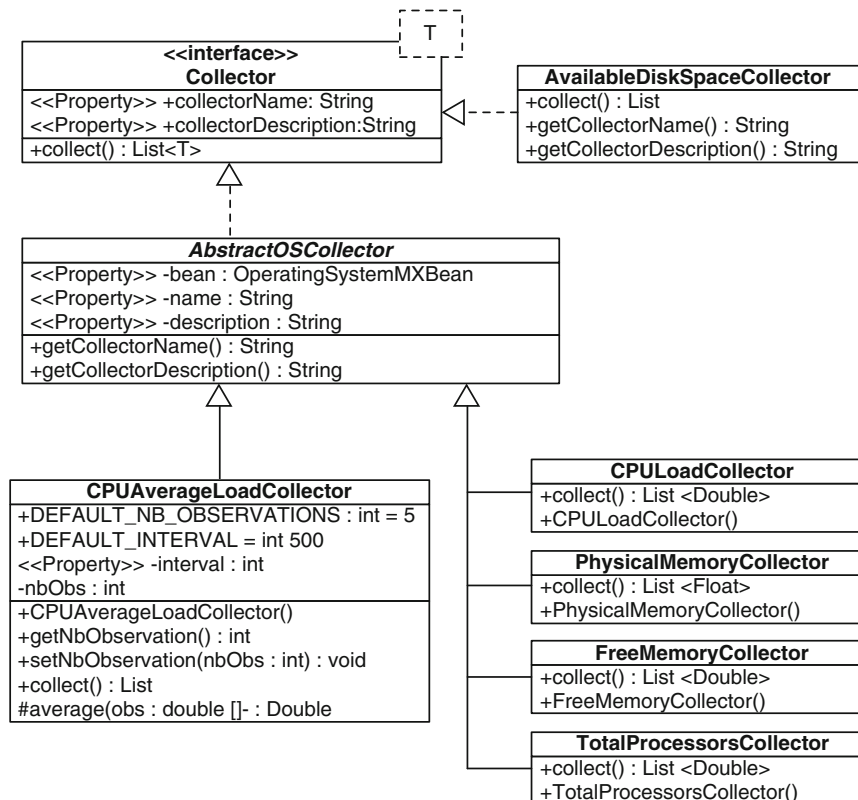 T
<<interface>>
Collector
<<Property>> +collectorName: String
<<Property>> +collectorDescription:String
+collect() : List<T>
AvailableDiskSpaceCollector
+collect() : List
+getCollectorName() : String
+getCollectorDescription() : String
AbstractOSCollector
<<Property>> -bean : OperatingSystemMXBean
<<Property>> -name : String
<<Property>> -description : String
+getCollectorName() : String
+getCollectorDescription() : String
CPUAverageLoadCollector
+DEFAULT_NB_OBSERVATIONS : int = 5
+DEFAULT_INTERVAL = int 500
<<Property>> -interval : int
-nbObs : int
+CPUAverageLoadCollector()
+getNbObservation() : int
+setNbObservation(nbObs : int) : void
+collect() : List
#average(obs : double []- : Double
CPULoadCollector
+collect() : List <Double>
+CPULoadCollector()
PhysicalMemoryCollector
+collect() : List <Float>
+PhysicalMemoryCollector()
FreeMemoryCollector
+collect() : List <Double>
+FreeMemoryCollector()
TotalProcessorsCollector
+collect() : List <Double>
+TotalProcessorsCollector()